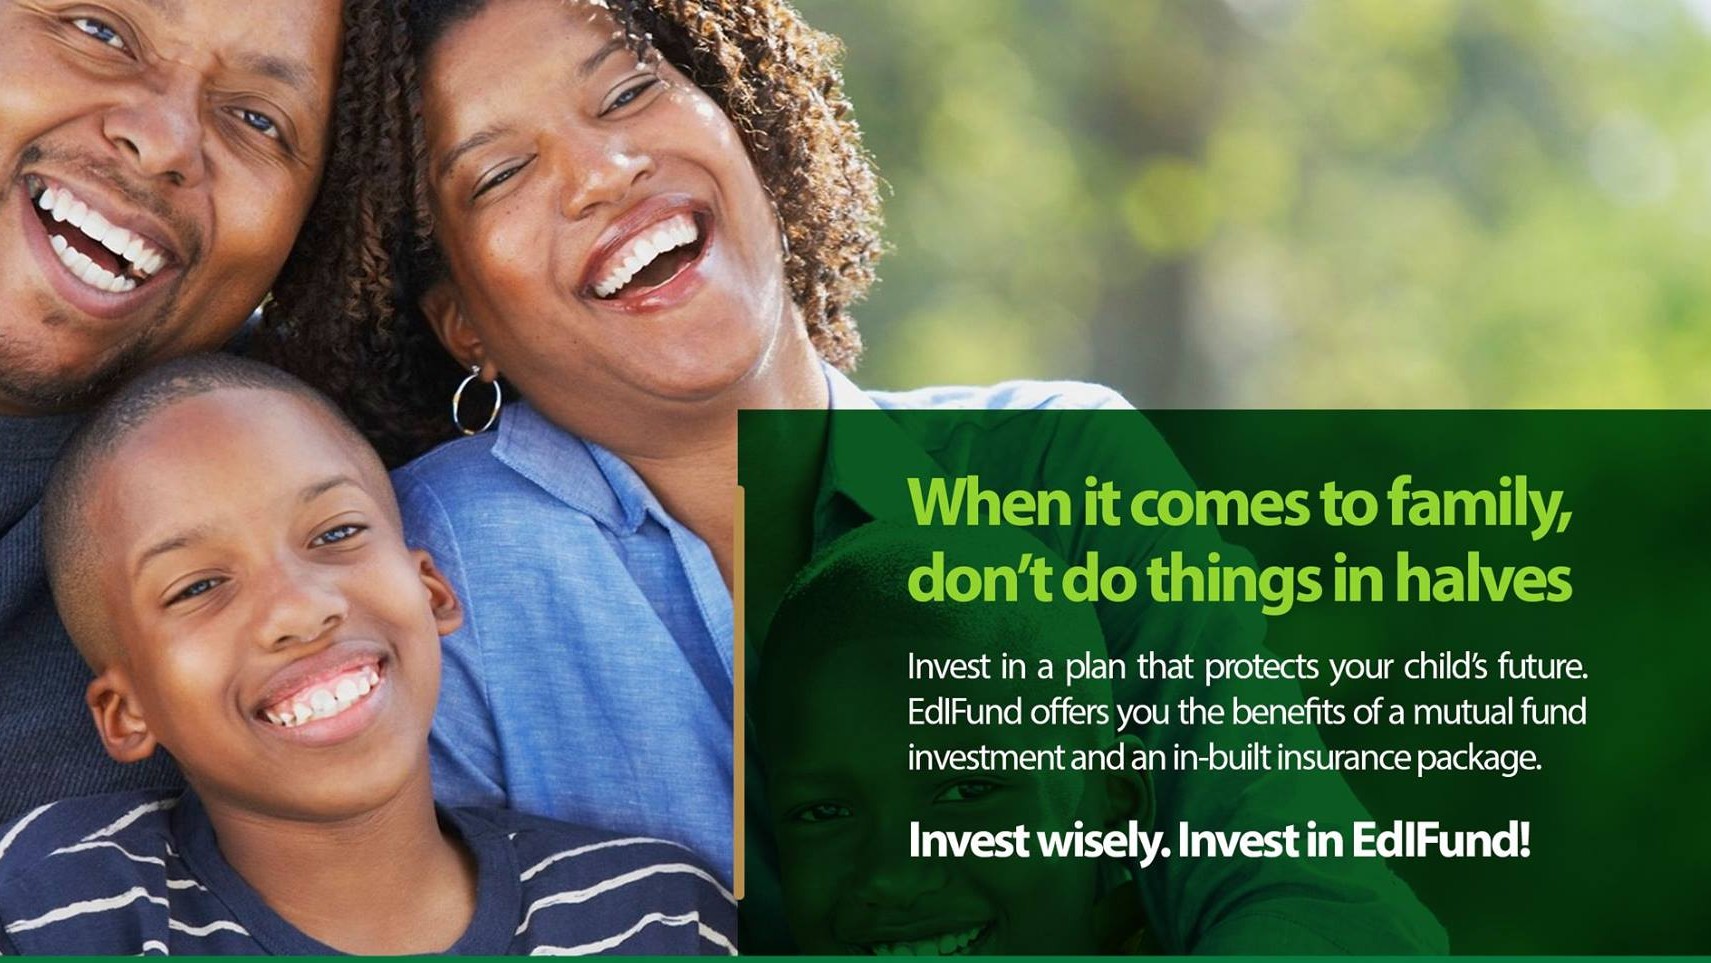 When it comes to family,
don't do things in halves
Invest in a plan that protects your child's future.
EdIFund offers you the benefits of a mutual fund
investment and an in-built insurance package.
Invest wisely. Invest in EdIFund!